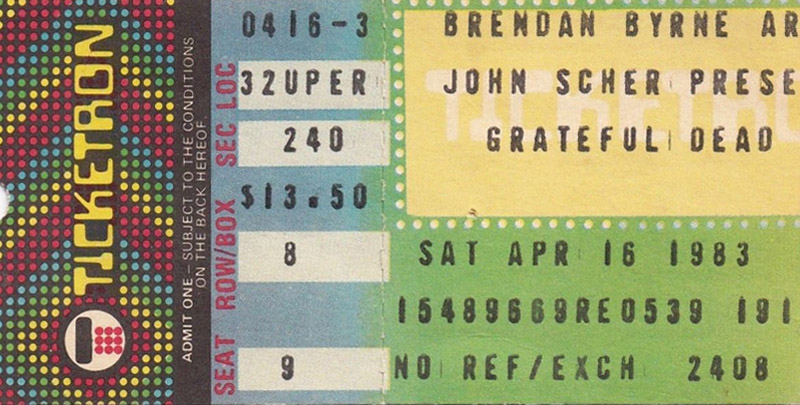 TICKETRON
ADMIT ONE – SUBJECT TO THE CONDITIONS
ON THE BACK HEREOF
SEAT ROW/BOX SEC LOC
0416-3
32UPER
240
$13.50
8
9
BRENDAN BYRNE AR
JOHN SCHER PRESE
GRATEFUL DEAD
TICKETR
SAT APR 16 1983
15489669RE0539 191
NO REF/EXCH 2408